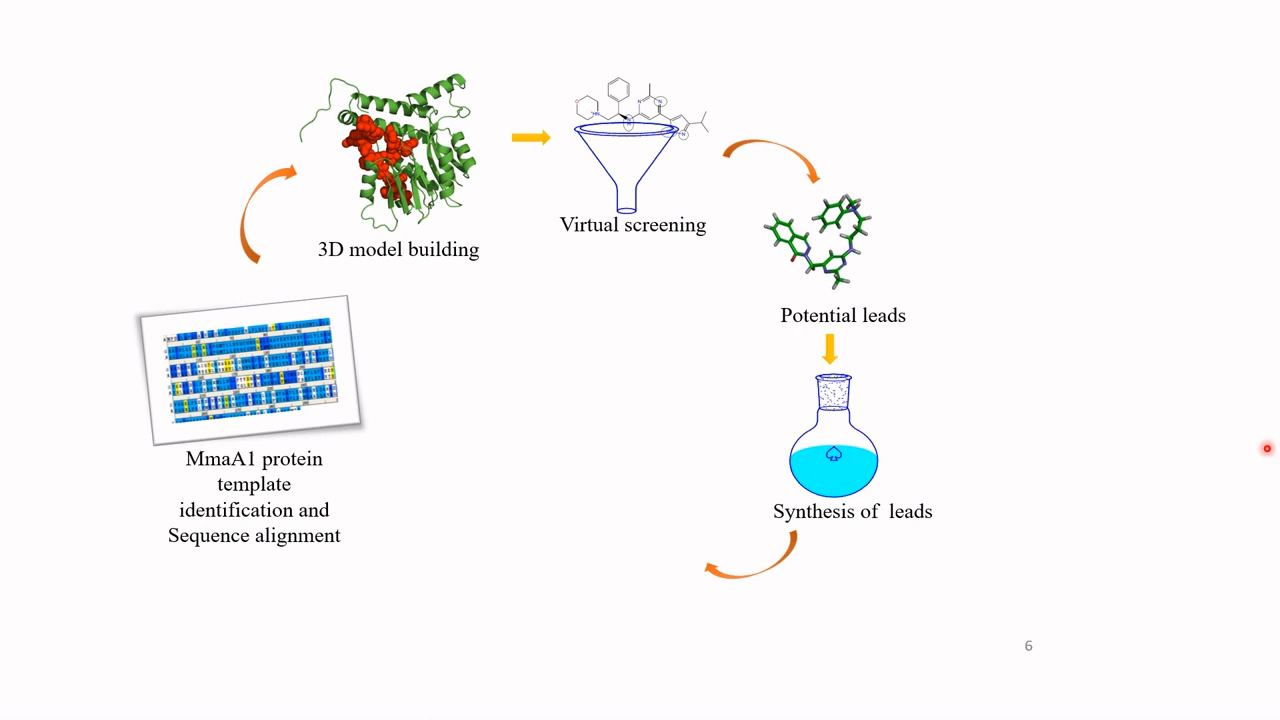 3D model building
Virtual screening
Potential leads
MmaA1 protein
template
identification and
Sequence alignment
Synthesis of leads
6